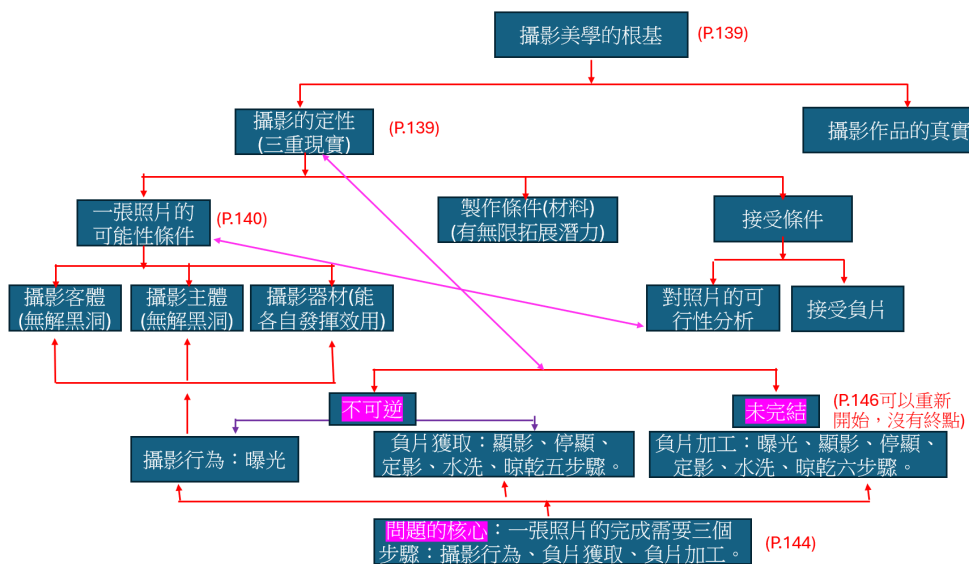 攝影美學的根基
(P.139)
攝影的定性
(三重現實)
(P.139)
攝影作品的真實
一張照片的
可能性條件
(P.140)
製作條件(材料)
(有無限拓展潛力)
接受條件
攝影客體
(無解黑洞)
攝影主體
(無解黑洞)
攝影器材(能
各自發揮效用)
對照片的可
行性分析
接受負片
不可逆
未完結
(P.146可以重新
開始，沒有終點)
攝影行為：曝光
負片獲取：顯影、停顯、
定影、水洗、晾乾五步驟。
負片加工：曝光、顯影、停顯、
定影、水洗、晾乾六步驟。
問題的核心：一張照片的完成需要三個
步驟：攝影行為、負片獲取、負片加工。
(P.144)